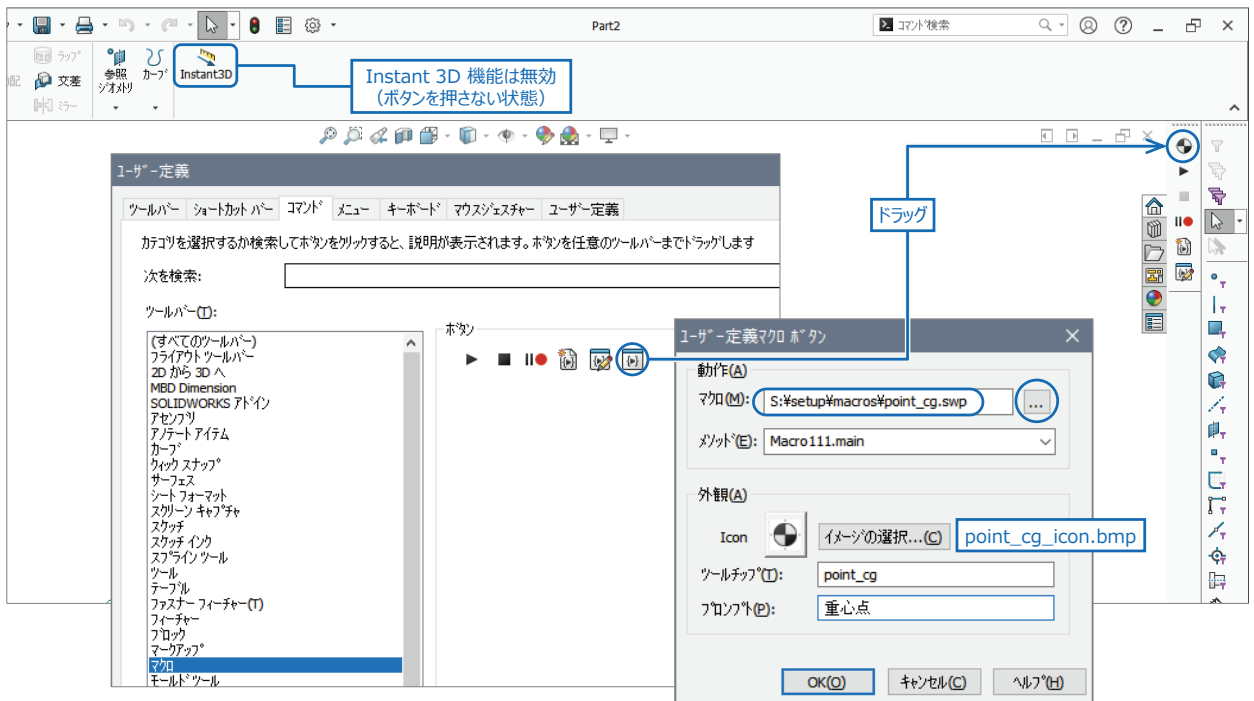 Part2
コマンド検索
ラップ
参照
ジオメトリ
カーブ
Instant3D
配
交差
ミラー
Instant 3D 機能は無効
（ボタンを押さない状態）
ユーザー定義
ツールバー ショートカット バー コマンド メニュー キーボード マウスジェスチャー ユーザー定義
カテゴリを選択するか検索してボタンをクリックすると、説明が表示されます。ボタンを任意のツールバーまでドラッグします
次を検索:
ツールバー(T):
(すべてのツールバー)
フライアウト ツールバー
2D から 3D へ
MBD Dimension
SOLIDWORKS アドイン
アセンブリ
アノテート アイテム
カーブ
クイック スナップ
サーフェス
シート フォーマット
スクリーン キャプチャ
スケッチ
スケッチ インク
スプライン ツール
ツール
テーブル
ファスナー フィーチャー(T)
フィーチャー
ブロック
マークアップ
マクロ
モールド ツール
ボタン
ドラッグ
ユーザー定義マクロ ボタン
動作(A)
マクロ(M): S:¥setup¥macros¥point_cg.swp ...
メソッド(E): Macro111.main
外観(A)
Icon イメージの選択...(C) point_cg_icon.bmp
ツールチップ(T): point_cg
プロンプト(P): 重心点
OK(O) キャンセル(C) ヘルプ(H)